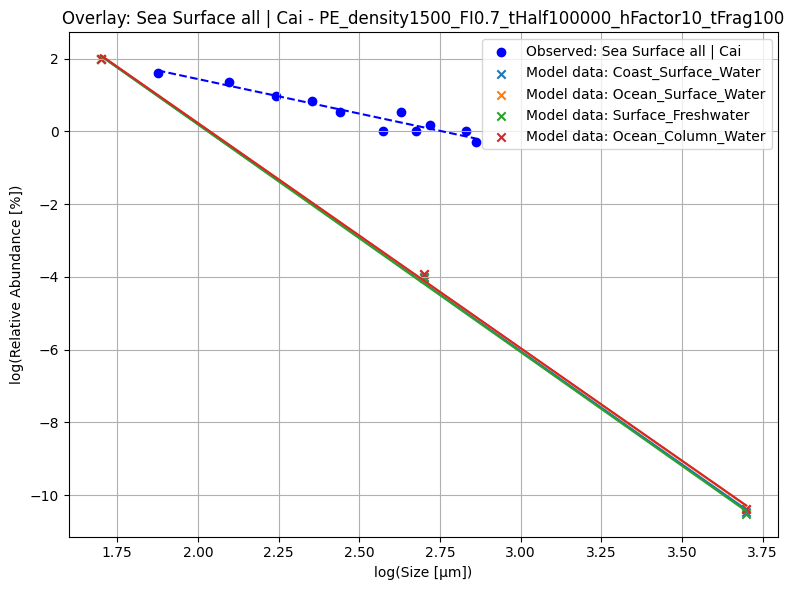 Overlay: Sea Surface all | Cai - PE_density1500_FI0.7_tHalf100000_hFactor10_tFrag100
Observed: Sea Surface all | Cai
Model data: Coast_Surface_Water
Model data: Ocean_Surface_Water
Model data: Surface_Freshwater
Model data: Ocean_Column_Water
log(Relative Abundance [%])
2
0
−2
−4
−6
−8
−10
1.75
2.00
2.25
2.50
2.75
3.00
3.25
3.50
3.75
log(Size [µm])